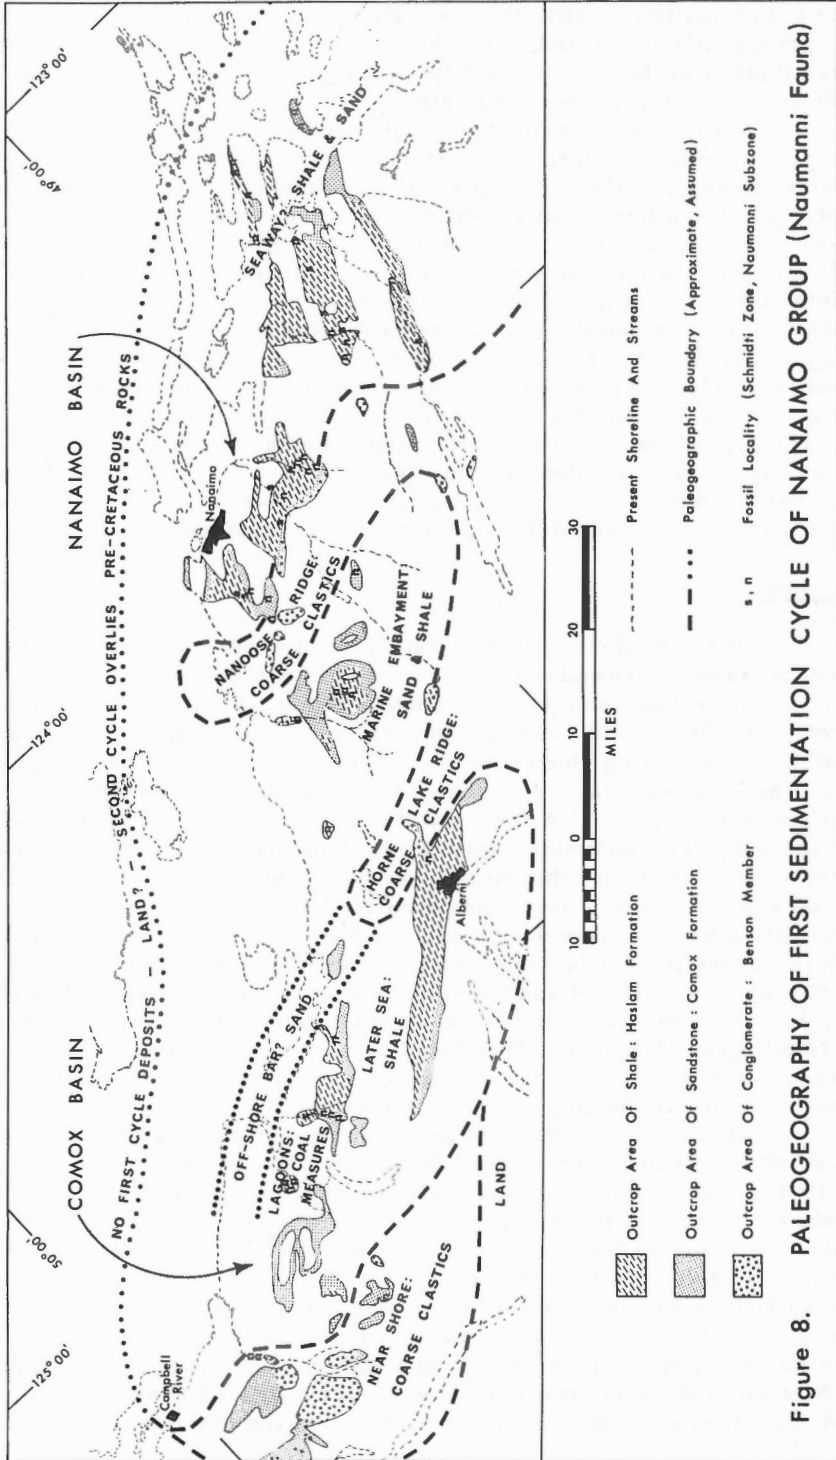 COMOX BASIN
NANAIMO BASIN
125°00'
50°00'
124°00'
49°00'
123°00'
Campbell
River
NO FIRST CYCLE DEPOSITS — LAND? —
SECOND CYCLE OVERLIES PRE-CRETACEOUS ROCKS
NEAR SHORE:
COARSE CLASTICS
LAND
LAGOONS:
COAL
MEASURES
OFF-SHORE BAR? SAND
LATER SEA:
SHALE
HORNE LAKE RIDGE:
COARSE CLASTICS
Alberni
MARINE EMBAYMENT:
SAND & SHALE
NANOOSE RIDGE:
COARSE CLASTICS
Nanaimo
SEAWAY? SHALE & SAND
Outcrop Area Of Shale : Haslam Formation
Outcrop Area Of Sandstone : Comox Formation
Outcrop Area Of Conglomerate : Benson Member
10 0 10 20 30
MILES
Present Shoreline And Streams
Paleogeographic Boundary (Approximate, Assumed)
s, n Fossil Locality (Schmidti Zone, Naumanni Subzone)
Figure 8. PALEOGEOGRAPHY OF FIRST SEDIMENTATION CYCLE OF NANAIMO GROUP (Naumanni Fauna)